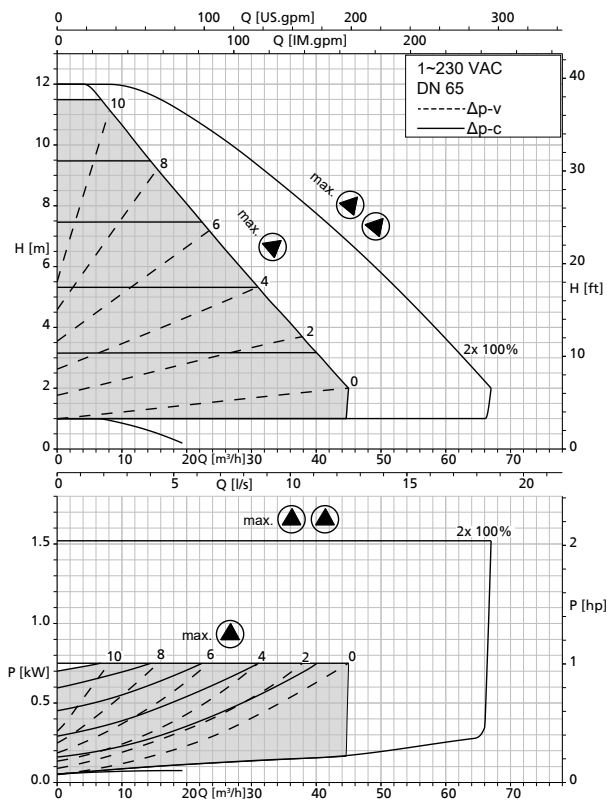 0 100 200 300
Q [US.gpm]
0 100 200
Q [IM.gpm]
1~230 VAC
DN 65
Δp-v
Δp-c
12
10
8
H [m]
6
4
2
0
40
30
20
H [ft]
10
0
10
8
6
4
2
0
max.
max.
2x 100%
0 10 20 Q [m³/h]30 40 50 60 70
0 5 10 15 20
Q [l/s]
max.
2x 100%
1.5
1.0
P [kW]
0.5
0.0
2
P [hp]
1
0
max.
10 8 6 4 2 0
0 10 20 Q [m³/h]30 40 50 60 70